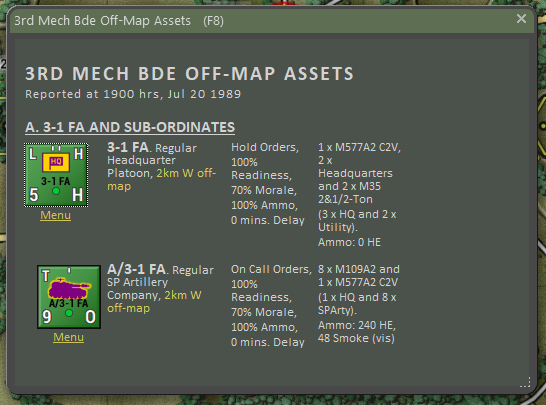 3rd Mech Bde Off-Map Assets (F8)
3RD MECH BDE OFF-MAP ASSETS
Reported at 1900 hrs, Jul 20 1989
A. 3-1 FA AND SUB-ORDINATES
L H
HQ
3-1 FA
5 H
Menu
3-1 FA. Regular
Headquarter
Platoon, 2km W off-
map
Hold Orders,
100%
Readiness,
70% Morale,
100% Ammo,
0 mins. Delay
1 x M577A2 C2V,
2 x
Headquarters
and 2 x M35
2&1/2-Ton
(3 x HQ and 2 x
Utility).
Ammo: 0 HE
T
A/3-1 FA
9 O
Menu
A/3-1 FA. Regular
SP Artillery
Company, 2km W
off-map
On Call Orders,
100%
Readiness,
70% Morale,
100% Ammo,
0 mins. Delay
8 x M109A2 and
1 x M577A2 C2V
(1 x HQ and 8 x
SPArty).
Ammo: 240 HE,
48 Smoke (vis)